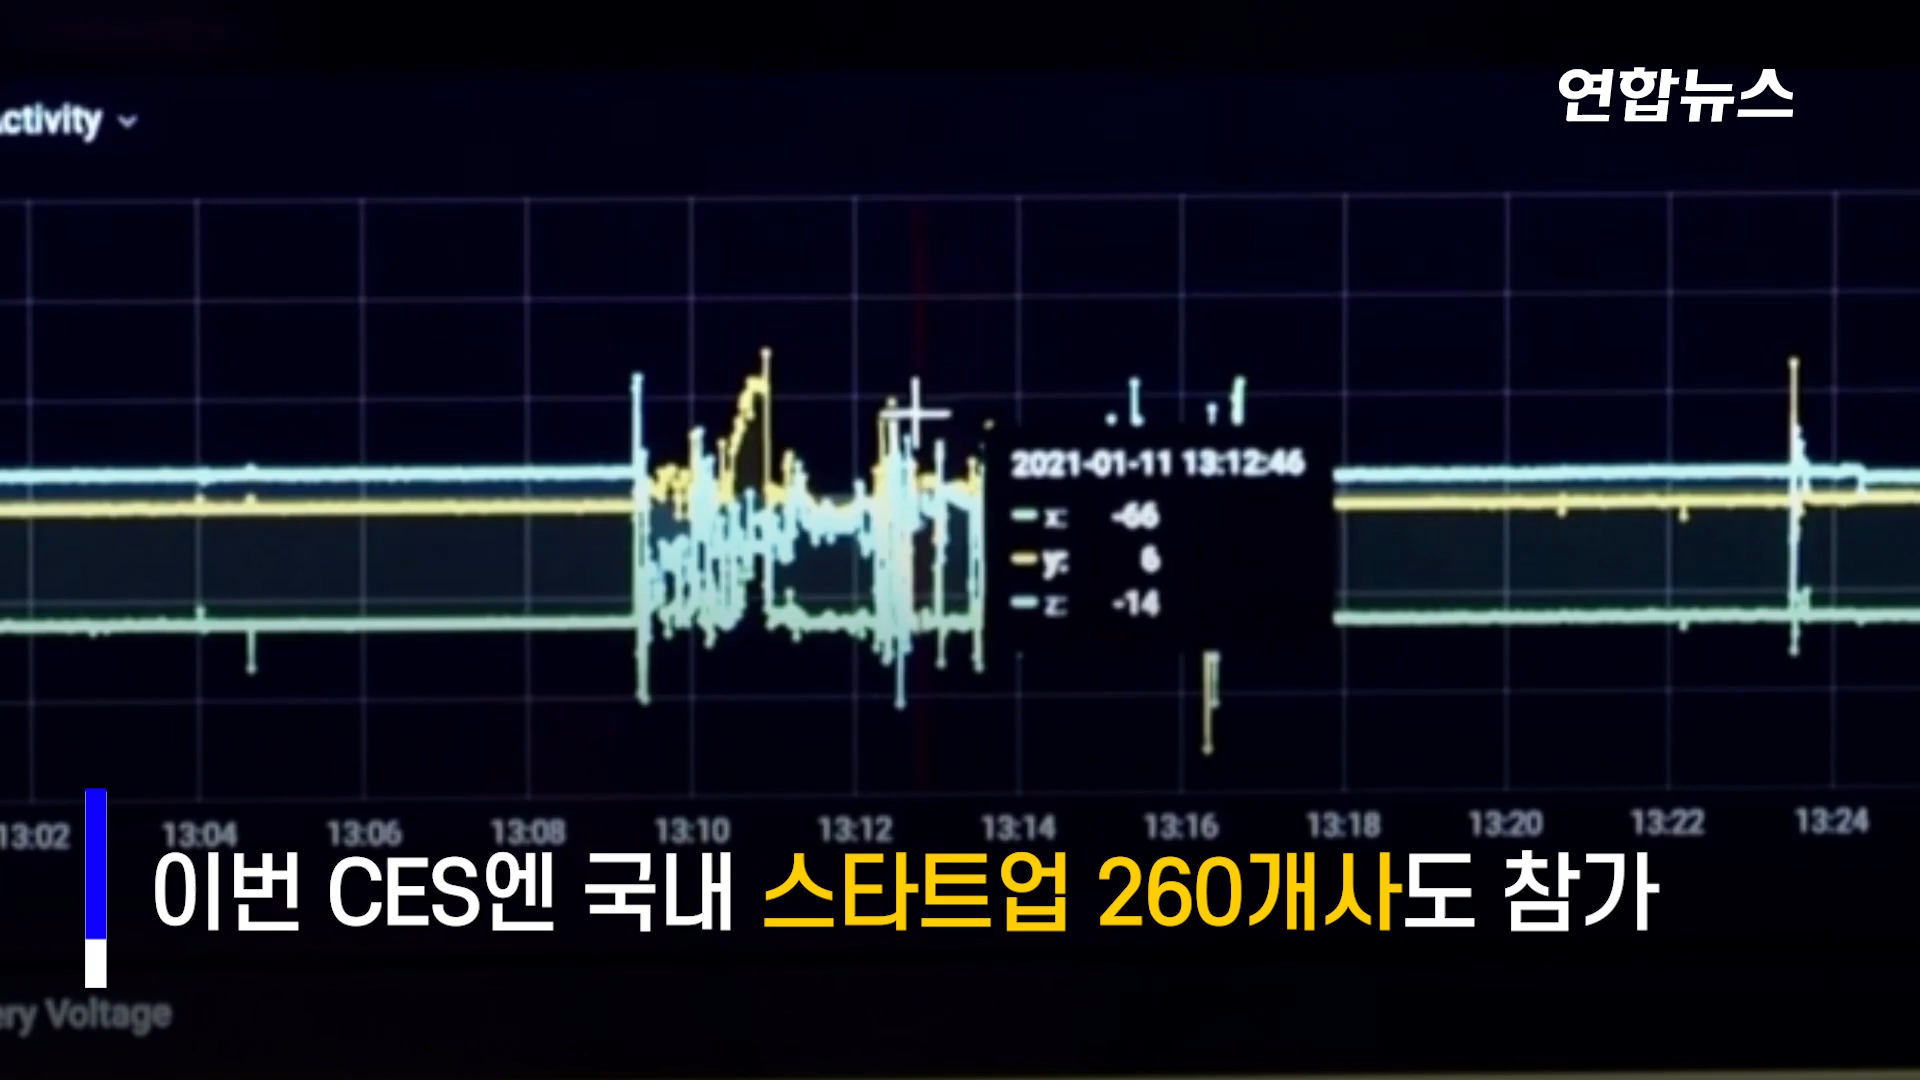 연합뉴스
ctivity
2021-01-11 13:12:46
x: -66
y: 6
z: -14
13:02 13:04 13:06 13:08 13:10 13:12 13:14 13:16 13:18 13:20 13:22 13:24
이번 CES엔 국내 스타트업 260개사도 참가
ery Voltage